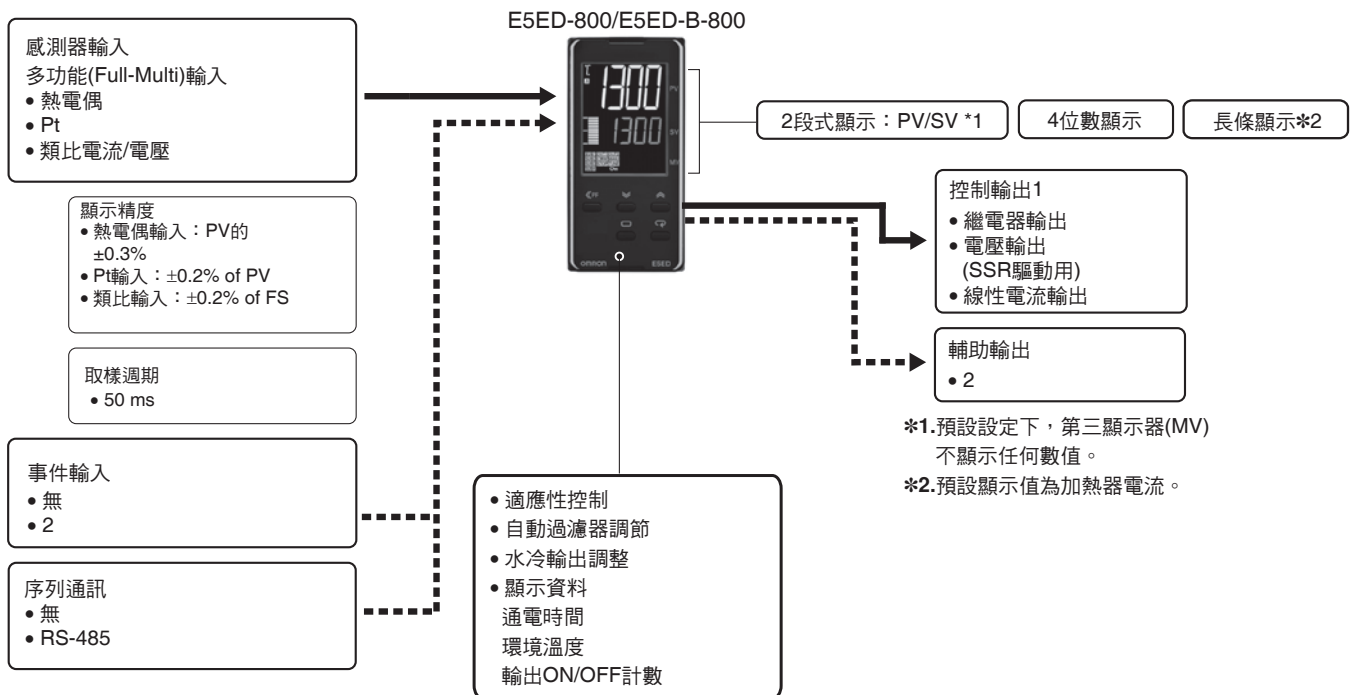 E5ED-800/E5ED-B-800
感測器輸入
多功能(Full-Multi)輸入
• 熱電偶
• Pt
• 類比電流/電壓
顯示精度
• 熱電偶輸入：PV的
±0.3%
• Pt輸入：±0.2% of PV
• 類比輸入：±0.2% of FS
取樣週期
• 50 ms
事件輸入
• 無
• 2
序列通訊
• 無
• RS-485
1300
PV
1300
SV
MV
omron
E5ED
2段式顯示：PV/SV *1
4位數顯示
長條顯示✻2
控制輸出1
• 繼電器輸出
• 電壓輸出
(SSR驅動用)
• 線性電流輸出
輔助輸出
• 2
✻1.預設設定下，第三顯示器(MV)
不顯示任何數值。
✻2.預設顯示值為加熱器電流。
• 適應性控制
• 自動過濾器調節
• 水冷輸出調整
• 顯示資料
通電時間
環境溫度
輸出ON/OFF計數